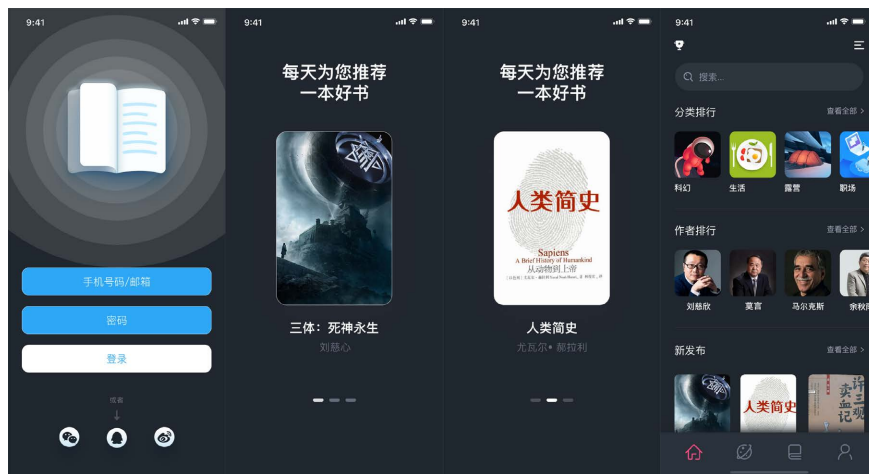 9:41
手机号码/邮箱
密码
登录
或者
9:41
每天为您推荐
一本好书
三体：死神永生
刘慈心
9:41
每天为您推荐
一本好书
人类简史
Sapiens
A Brief History of Humankind
从动物到上帝
人类简史
尤瓦尔•郝拉利
9:41
搜索...
分类排行
查看全部 >
科幻
生活
露营
职场
作者排行
查看全部 >
刘慈欣
莫言
马尔克斯
余秋雨
新发布
查看全部 >
人类简史
许三观
卖血记